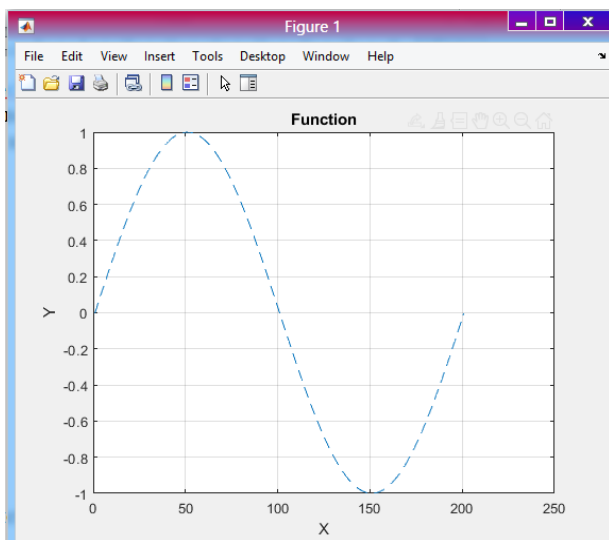 Figure 1
File Edit View Insert Tools Desktop Window Help
Function
1
0.8
0.6
0.4
0.2
0
-0.2
-0.4
-0.6
-0.8
-1
Y
0 50 100 150 200 250
X